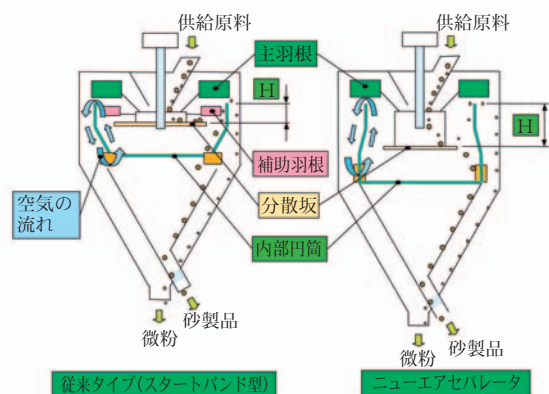 供給原料
供給原料
主羽根
H
H
補助羽根
空気の
流れ
分散坂
内部円筒
砂製品
微粉
砂製品
微粉
従来タイプ(スタートバンド型)
ニューエアセパレータ